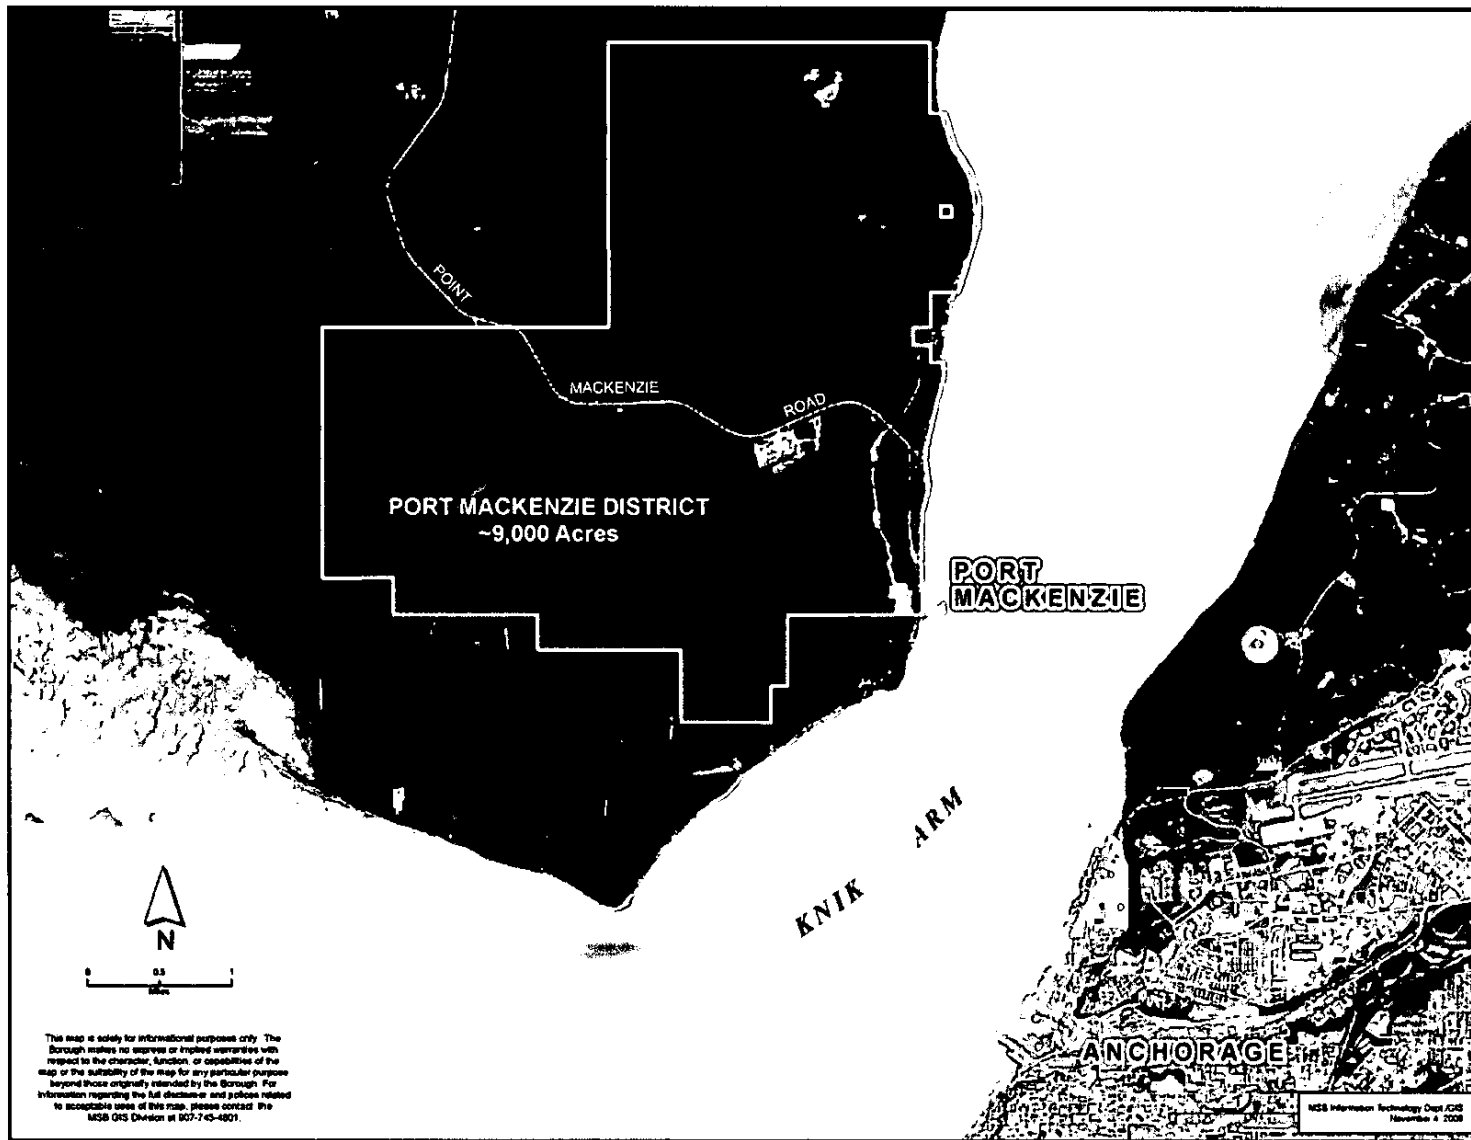 POINT
MACKENZIE
ROAD
PORT MACKENZIE DISTRICT
~9,000 Acres
PORT
MACKENZIE
KNIK ARM
N
0 0.5 1
Miles
This map is solely for informational purposes only. The
Borough makes no express or implied warranties with
respect to the character, function, or capabilities of the
map or the suitability of the map for any particular purpose
beyond those originally intended by the Borough. For
information regarding the full disclaimer and policies related
to acceptable uses of this map, please contact the
MSB GIS Division at 907-745-4801.
ANCHORAGE
MSB Information Technology Dept./GIS
November 4, 2008